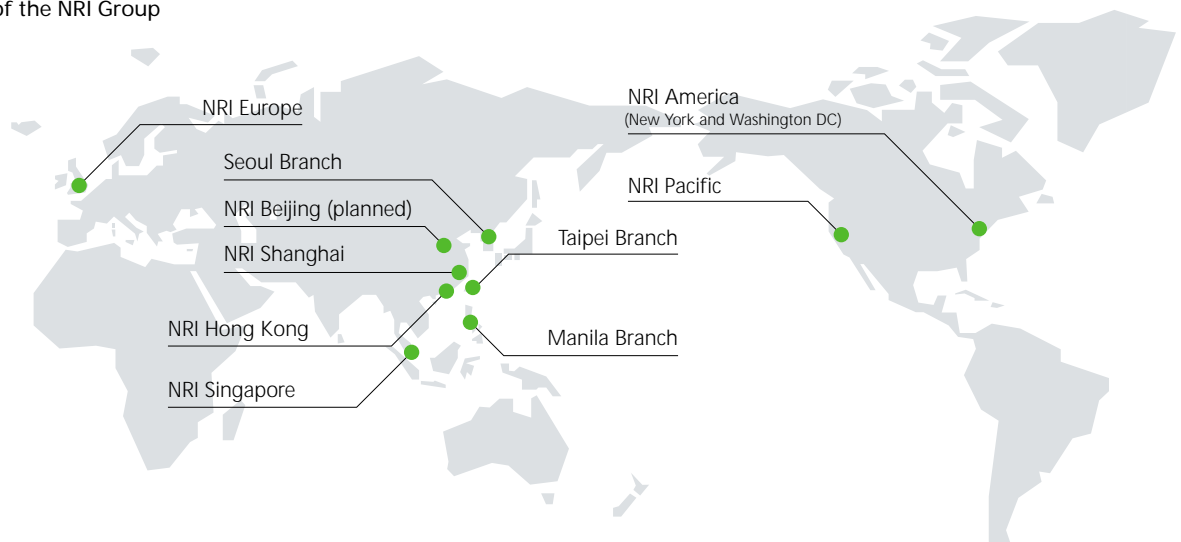 of the NRI Group
NRI Europe
NRI America
(New York and Washington DC)
Seoul Branch
NRI Pacific
NRI Beijing (planned)
Taipei Branch
NRI Shanghai
NRI Hong Kong
Manila Branch
NRI Singapore